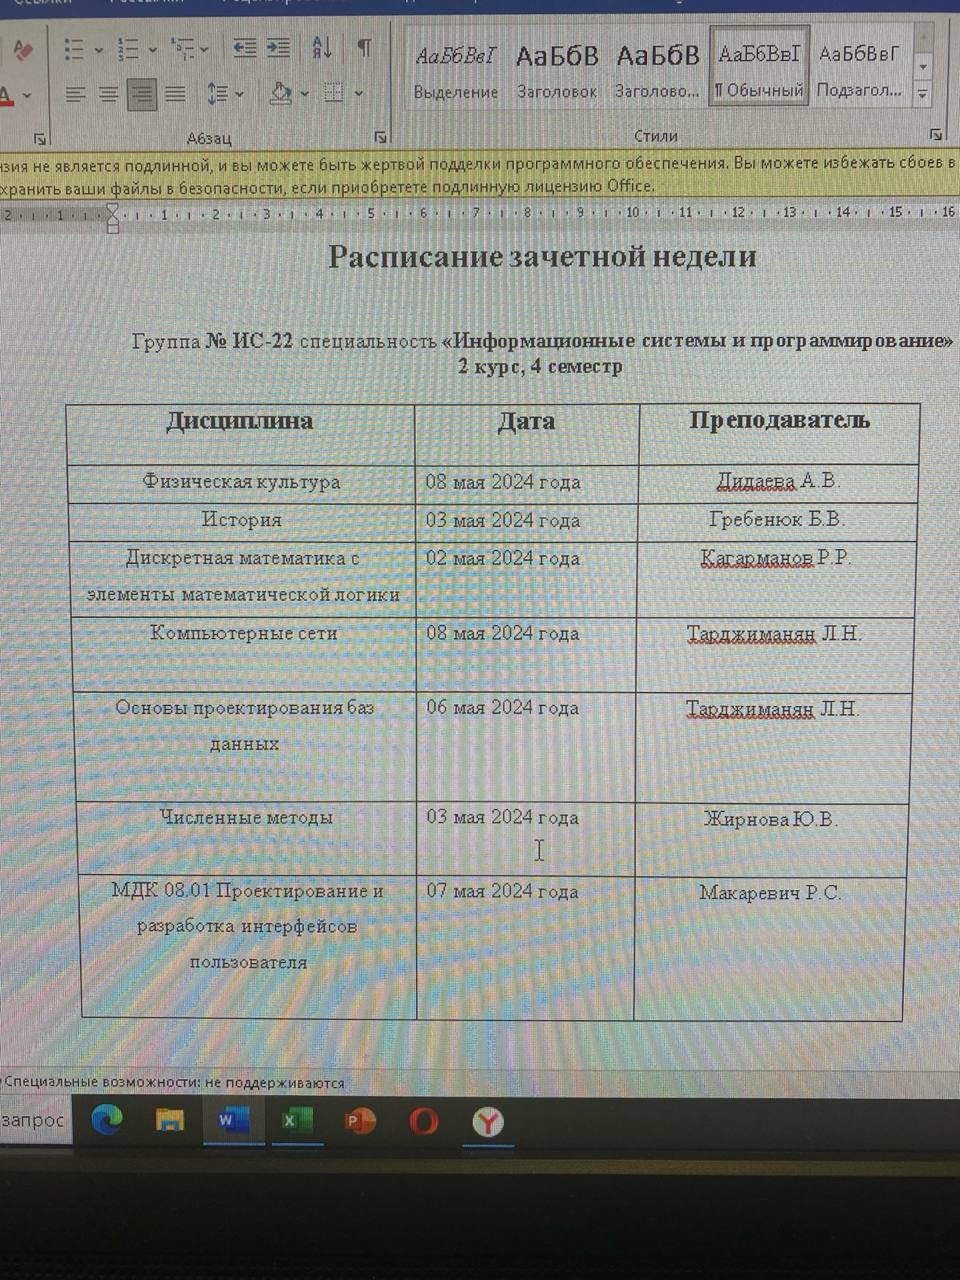 АаБбВвГ АаБбВ АаБбВ АаБбВвГ АаБбВвГ
Выделение Заголовок Заголово... ¶ Обычный Подзагол...
Абзац Стили
нзия не является подлинной, и вы можете быть жертвой подделки программного обеспечения. Вы можете избежать сбоев в
хранить ваши файлы в безопасности, если приобретете подлинную лицензию Office.
2 1 1 2 3 4 5 6 7 8 9 10 11 12 13 14 15 16
Расписание зачетной недели
Группа № ИС-22 специальность «Информационные системы и программирование»
2 курс, 4 семестр
Дисциплина Дата Преподаватель
Физическая культура 08 мая 2024 года Дидаева А.В.
История 03 мая 2024 года Гребенюк Б.В.
Дискретная математика с 02 мая 2024 года Кагарманов Р.Р.
элементы математической логики
Компьютерные сети 08 мая 2024 года Тарджиманян Л.Н.
Основы проектирования баз 06 мая 2024 года Тарджиманян Л.Н.
данных
Численные методы 03 мая 2024 года Жирнова Ю.В.
МДК 08.01 Проектирование и 07 мая 2024 года Макаревич Р.С.
разработка интерфейсов
пользователя
Специальные возможности: не поддерживаются
запрос